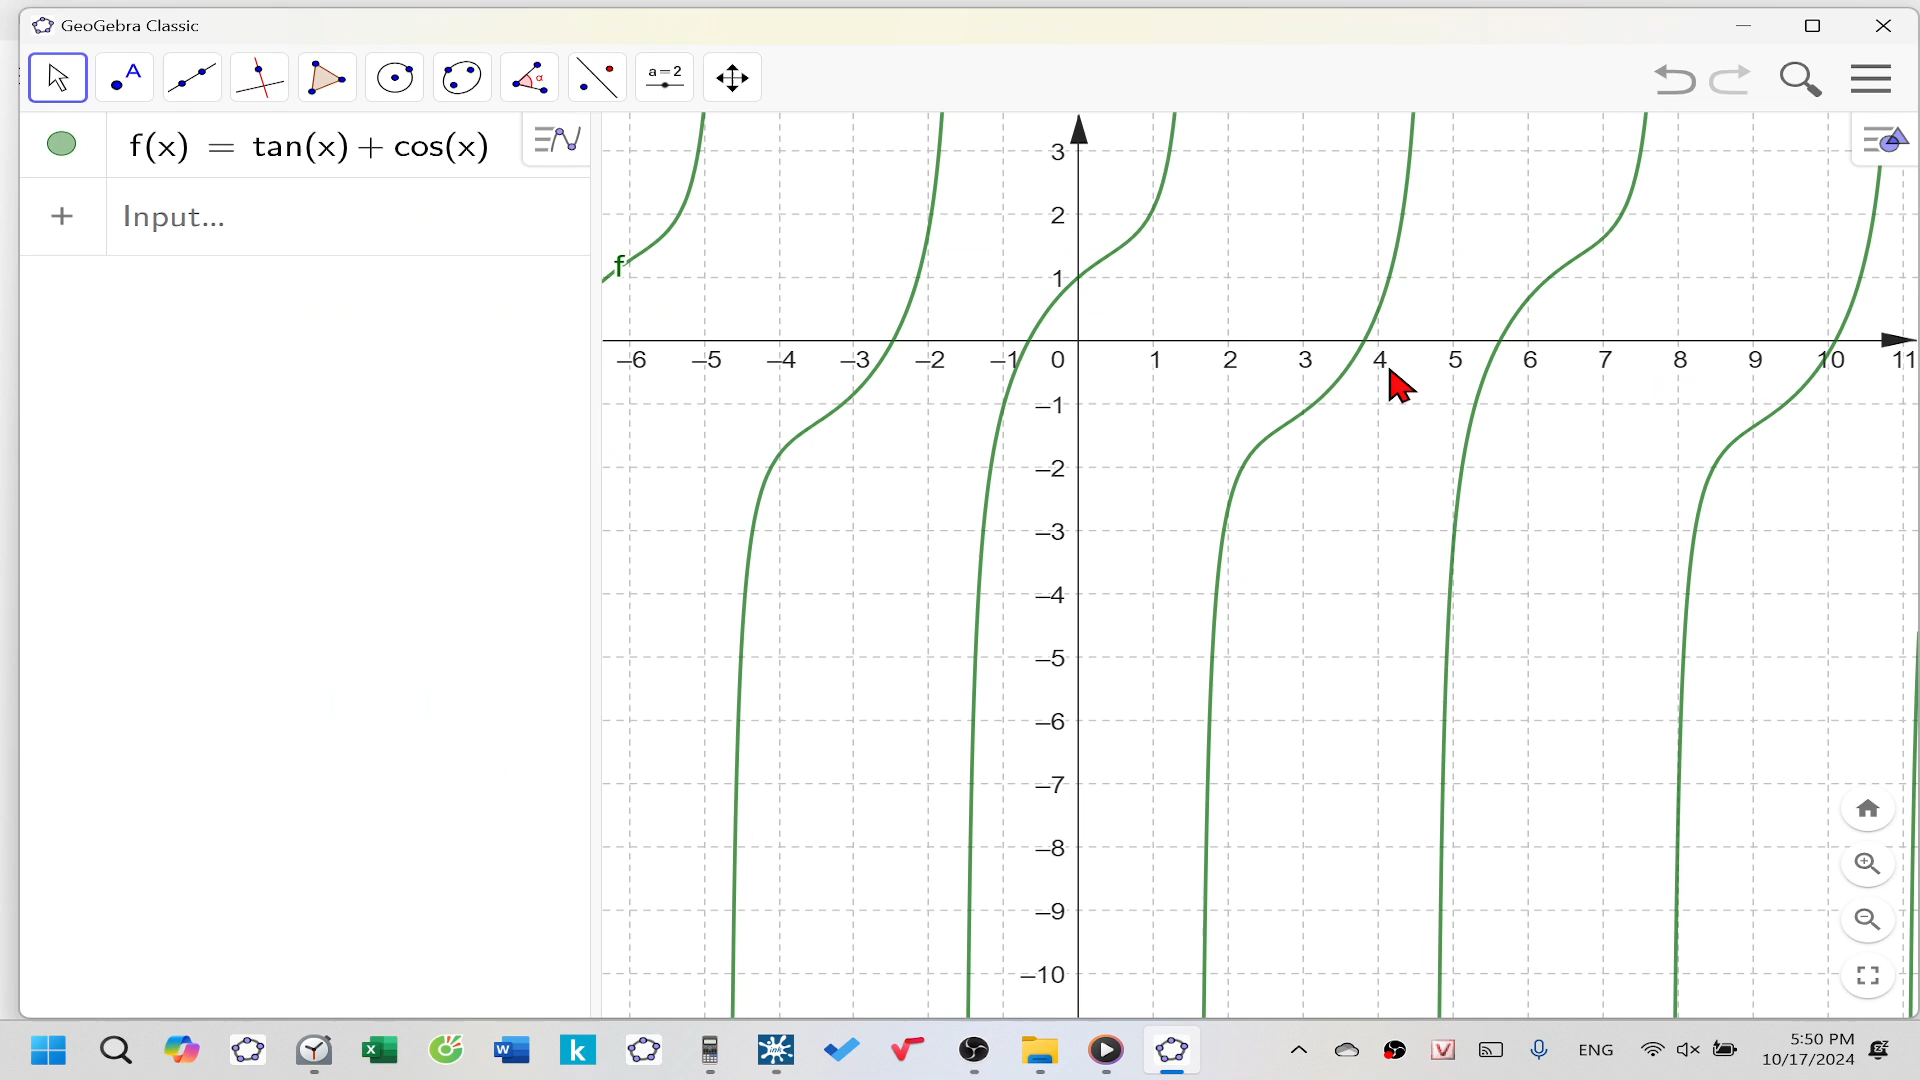 GeoGebra Classic
A
α
a=2
f(x) = tan(x) + cos(x)
+ Input...
f
3
2
1
–6 –5 –4 –3 –2 –1 0 1 2 3 4 5 6 7 8 9 10 11
–1
–2
–3
–4
–5
–6
–7
–8
–9
–10
k
ink
ENG
5:50 PM
10/17/2024